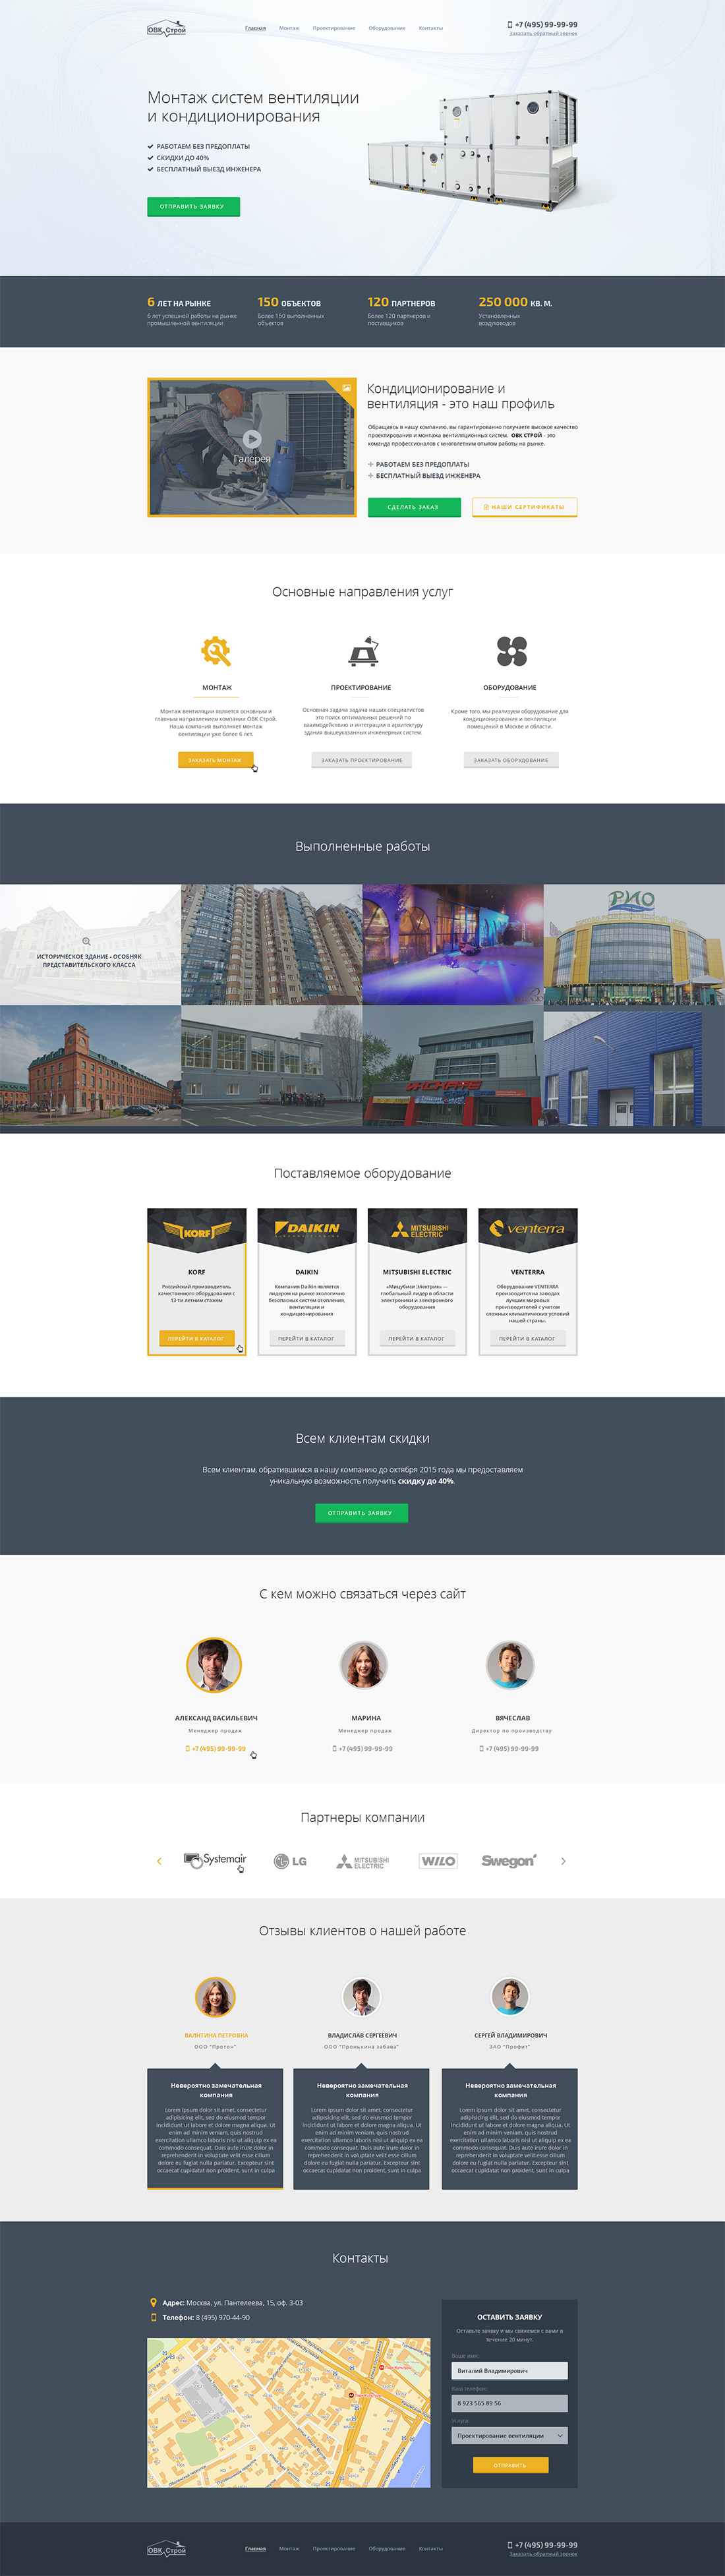 ОВК Строй
Главная Монтаж Проектирование Оборудование Контакты
+7 (495) 99-99-99
Заказать обратный звонок
Монтаж систем вентиляции
и кондиционирования
РАБОТАЕМ БЕЗ ПРЕДОПЛАТЫ
СКИДКИ ДО 40%
БЕСПЛАТНЫЙ ВЫЕЗД ИНЖЕНЕРА
ОТПРАВИТЬ ЗАЯВКУ
6 ЛЕТ НА РЫНКЕ
6 лет успешной работы на рынке
промышленной вентиляции
150 ОБЪЕКТОВ
Более 150 выполненных
объектов
120 ПАРТНЕРОВ
Более 120 партнеров и
поставщиков
250 000 КВ. М.
Установленных
воздуховодов
Галерея
Кондиционирование и
вентиляция - это наш профиль
Обращаясь в нашу компанию, вы гарантированно получаете высокое качество
проектирования и монтажа вентиляционных систем. ОВК СТРОЙ - это
команда профессионалов с многолетним опытом работы на рынке.
РАБОТАЕМ БЕЗ ПРЕДОПЛАТЫ
БЕСПЛАТНЫЙ ВЫЕЗД ИНЖЕНЕРА
СДЕЛАТЬ ЗАКАЗ
НАШИ СЕРТИФИКАТЫ
Основные направления услуг
МОНТАЖ
Монтаж вентиляции является основным и
главным направлением компании ОВК Строй.
Наша компания выполняет монтаж
вентиляции уже более 6 лет.
ЗАКАЗАТЬ МОНТАЖ
ПРОЕКТИРОВАНИЕ
Основная задача задача наших специалистов
это поиск оптимальных решений по
взаимодействию и интеграции в архитектуру
здания вышеуказанных инженерных систем.
ЗАКАЗАТЬ ПРОЕКТИРОВАНИЕ
ОБОРУДОВАНИЕ
Кроме того, мы реализуем оборудование для
кондиционирования и вентиляции
помещений в Москве и области.
ЗАКАЗАТЬ ОБОРУДОВАНИЕ
Выполненные работы
ИСТОРИЧЕСКОЕ ЗДАНИЕ - ОСОБНЯК
ПРЕДСТАВИТЕЛЬСКОГО КЛАССА
РИО
Поставляемое оборудование
KORF
KORF
Российский производитель
качественного оборудования с
13-ти летним стажем
ПЕРЕЙТИ В КАТАЛОГ
DAIKIN
DAIKIN
Компания Daikin является
лидером на рынке экологично
безопасных систем отопления,
вентиляции и
кондиционирования
ПЕРЕЙТИ В КАТАЛОГ
MITSUBISHI
ELECTRIC
MITSUBISHI ELECTRIC
«Мицубиси Электрик» —
глобальный лидер в области
электроники и электронного
оборудования
ПЕРЕЙТИ В КАТАЛОГ
venterra
VENTERRA
Оборудование VENTERRA
производится на заводах
лучших мировых
производителей с учетом
сложных климатических условий
нашей страны.
ПЕРЕЙТИ В КАТАЛОГ
Всем клиентам скидки
Всем клиентам, обратившимся в нашу компанию до октября 2015 года мы предоставляем
уникальную возможность получить скидку до 40%.
ОТПРАВИТЬ ЗАЯВКУ
С кем можно связаться через сайт
АЛЕКСАНД ВАСИЛЬЕВИЧ
Менеджер продаж
+7 (495) 99-99-99
МАРИНА
Менеджер продаж
+7 (495) 99-99-99
ВЯЧЕСЛАВ
Директор по производству
+7 (495) 99-99-99
Партнеры компании
Systemair
LG
MITSUBISHI
ELECTRIC
WILO
Swegon
Отзывы клиентов о нашей работе
ВАЛНТИНА ПЕТРОВНА
ООО "Протон"
Невероятно замечательная
компания
Lorem ipsum dolor sit amet, consectetur
adipisicing elit, sed do eiusmod tempor
incididunt ut labore et dolore magna aliqua. Ut
enim ad minim veniam, quis nostrud
exercitation ullamco laboris nisi ut aliquip ex ea
commodo consequat. Duis aute irure dolor in
reprehenderit in voluptate velit esse cillum
dolore eu fugiat nulla pariatur. Excepteur sint
occaecat cupidatat non proident, sunt in culpa
ВЛАДИСЛАВ СЕРГЕЕВИЧ
ООО "Пронькина забава"
Невероятно замечательная
компания
Lorem ipsum dolor sit amet, consectetur
adipisicing elit, sed do eiusmod tempor
incididunt ut labore et dolore magna aliqua. Ut
enim ad minim veniam, quis nostrud
exercitation ullamco laboris nisi ut aliquip ex ea
commodo consequat. Duis aute irure dolor in
reprehenderit in voluptate velit esse cillum
dolore eu fugiat nulla pariatur. Excepteur sint
occaecat cupidatat non proident, sunt in culpa
СЕРГЕЙ ВЛАДИМИРОВИЧ
ЗАО "Профит"
Невероятно замечательная
компания
Lorem ipsum dolor sit amet, consectetur
adipisicing elit, sed do eiusmod tempor
incididunt ut labore et dolore magna aliqua. Ut
enim ad minim veniam, quis nostrud
exercitation ullamco laboris nisi ut aliquip ex ea
commodo consequat. Duis aute irure dolor in
reprehenderit in voluptate velit esse cillum
dolore eu fugiat nulla pariatur. Excepteur sint
occaecat cupidatat non proident, sunt in culpa
Контакты
Адрес: Москва, ул. Пантелеева, 15, оф. 3-03
Телефон: 8 (495) 970-44-90
ОСТАВИТЬ ЗАЯВКУ
Оставьте заявку и мы свяжемся с вами в
течение 20 минут.
Ваше имя:
Виталий Владимирович
Ваш телефон:
8 923 565 89 56
Услуга:
Проектирование вентиляции
ОТПРАВИТЬ
ОВК Строй
Главная Монтаж Проектирование Оборудование Контакты
+7 (495) 99-99-99
Заказать обратный звонок